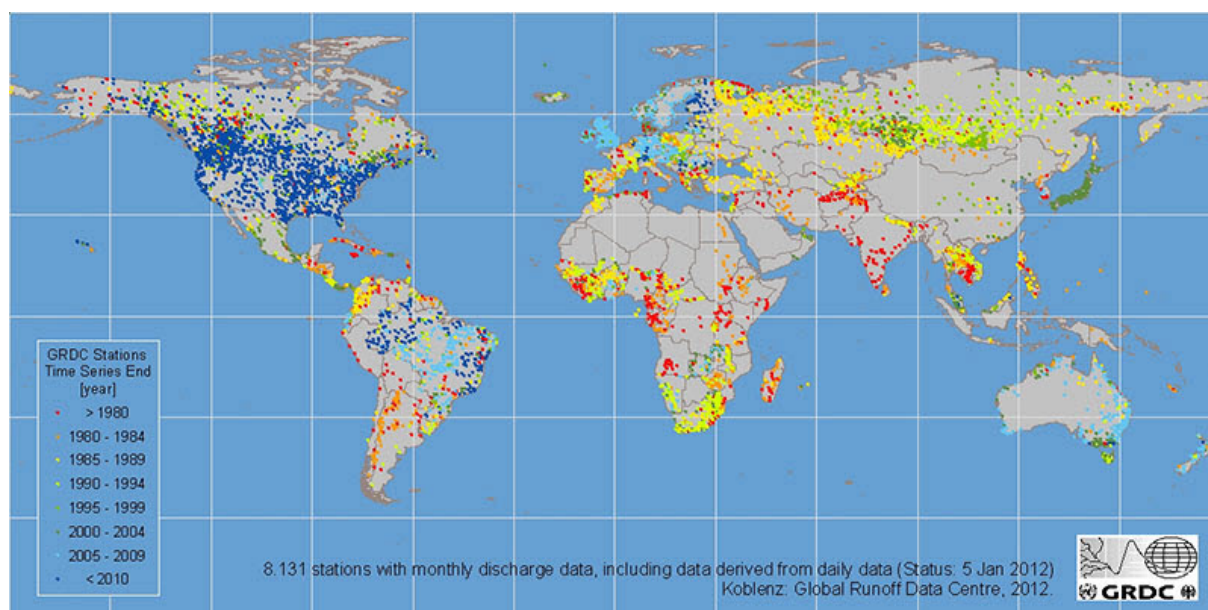 GRDC Stations
Time Series End
[year]
> 1980
1980 - 1984
1985 - 1989
1990 - 1994
1995 - 1999
2000 - 2004
2005 - 2009
< 2010
8.131 stations with monthly discharge data, including data derived from daily data (Status: 5 Jan 2012)
Koblenz: Global Runoff Data Centre, 2012.
GRDC